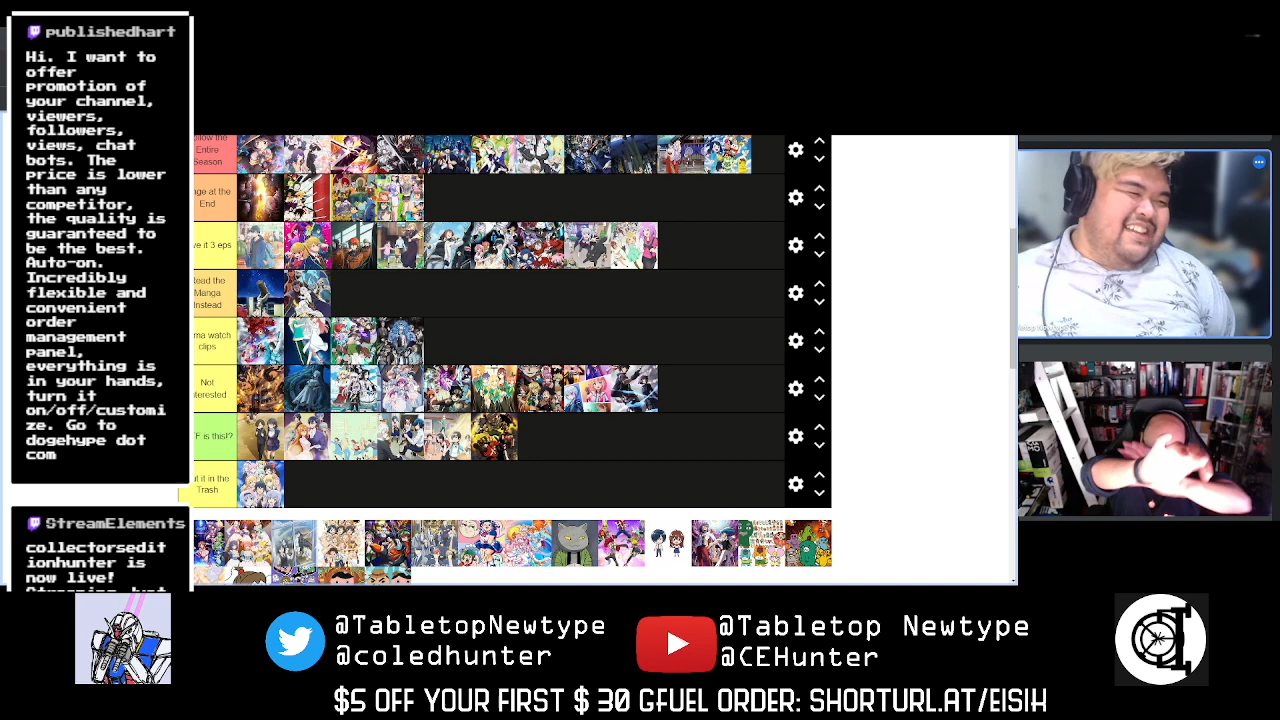 publishedhart
Hi. I want to
offer
promotion of
your channel,
viewers,
followers,
views, chat
bots. The
price is lower
than any
competitor,
the quality is
guaranteed to
be the best.
Auto-on.
Incredibly
flexible and
convenient
order
management
panel,
everything is
in your hands,
turn it
on/off/customi
ze. Go to
dogehype dot
com
StreamElements
collectorsedit
ionhunter is
now live!
Entire
Season
nge at the
End
ve it 3 eps
Read the
Manga
Instead
ma watch
clips
Not
nterested
F is this!?
ut it in the
Trash
@TabletopNewtype
@coledhunter
@Tabletop Newtype
@CEHunter
$5 OFF YOUR FIRST $ 30 GFUEL ORDER: SHORTURL.AT/EISIH